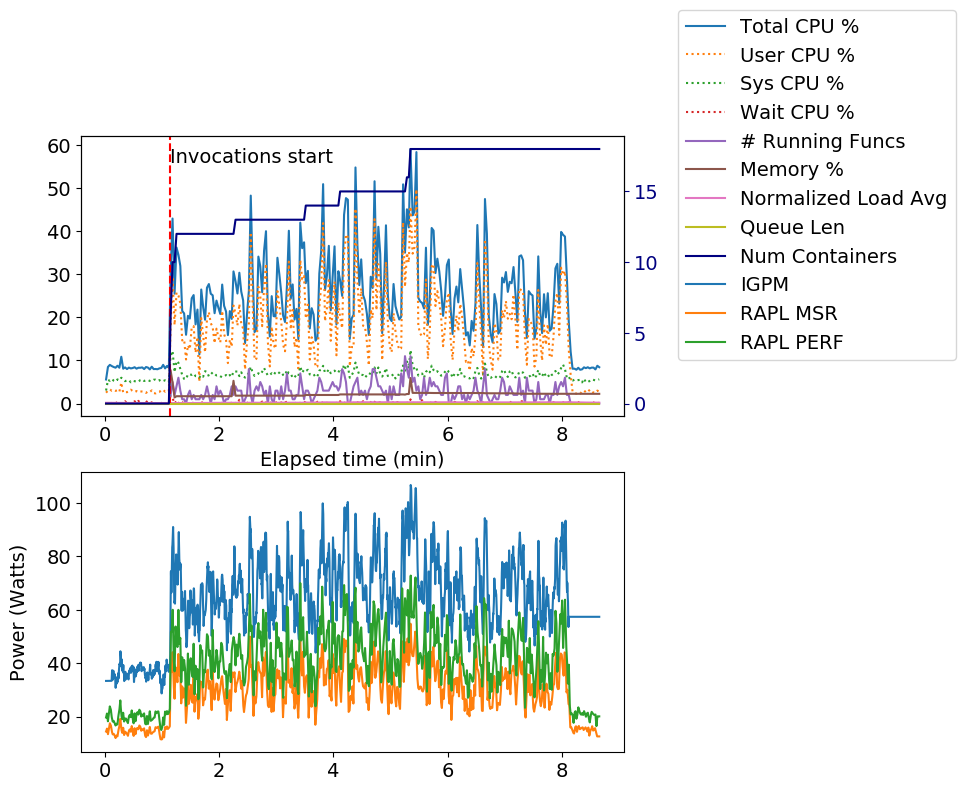 Total CPU %
User CPU %
Sys CPU %
Wait CPU %
# Running Funcs
Memory %
Normalized Load Avg
Queue Len
Num Containers
IGPM
RAPL MSR
RAPL PERF
Invocations start
60
50
40
30
20
10
0
15
10
5
0
0 2 4 6 8
Elapsed time (min)
Power (Watts)
100
80
60
40
20
0 2 4 6 8